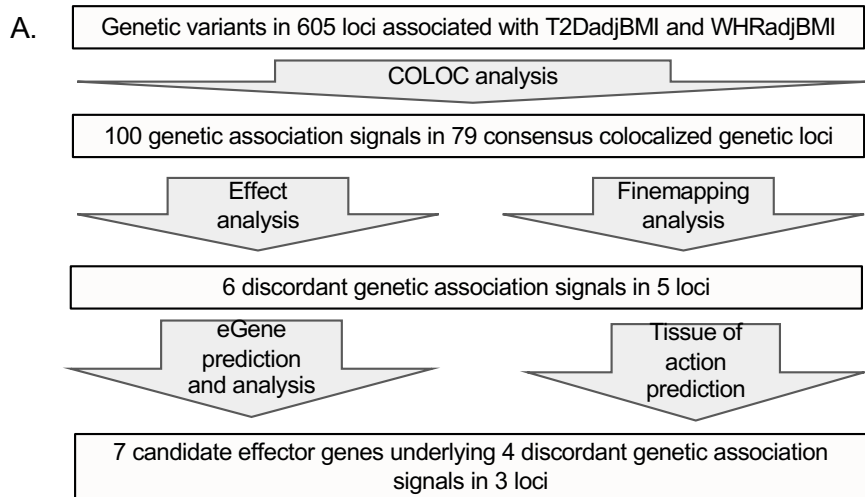 A.
Genetic variants in 605 loci associated with T2DadjBMI and WHRadjBMI
COLOC analysis
100 genetic association signals in 79 consensus colocalized genetic loci
Effect
analysis
Finemapping
analysis
6 discordant genetic association signals in 5 loci
eGene
prediction
and analysis
Tissue of
action
prediction
7 candidate effector genes underlying 4 discordant genetic association
signals in 3 loci